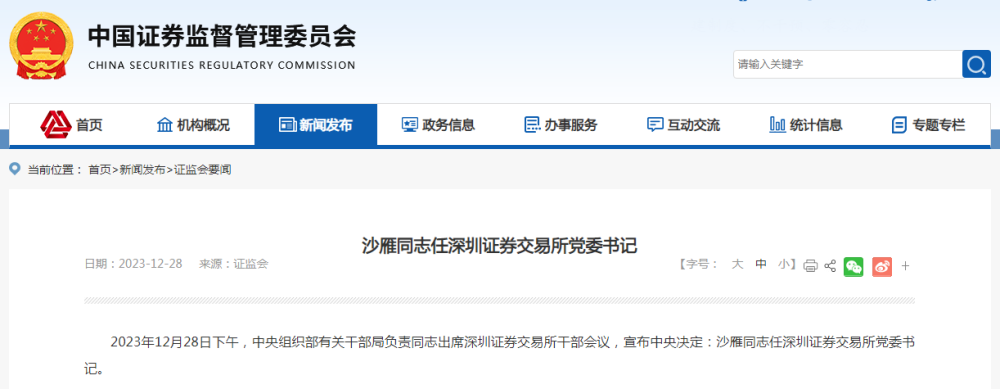 中国证券监督管理委员会
CHINA SECURITIES REGULATORY COMMISSION
请输入关键字
首页 机构概况 新闻发布 政务信息 办事服务 互动交流 统计信息 专题专栏
当前位置： 首页>新闻发布>证监会要闻
沙雁同志任深圳证券交易所党委书记
日期：2023-12-28 来源：证监会 【字号： 大 中 小】
2023年12月28日下午，中央组织部有关干部局负责同志出席深圳证券交易所干部会议，宣布中央决定：沙雁同志任深圳证券交易所党委书
记。